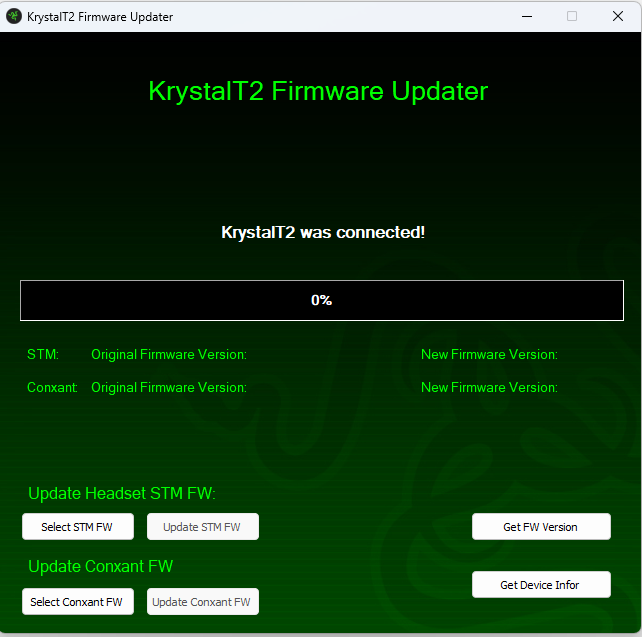 KrystalT2 Firmware Updater
KrystalT2 Firmware Updater
KrystalT2 was connected!
0%
STM: Original Firmware Version: New Firmware Version:
Conxant: Original Firmware Version: New Firmware Version:
Update Headset STM FW:
Select STM FW Update STM FW Get FW Version
Update Conxant FW
Get Device Infor
Select Conxant FW Update Conxant FW